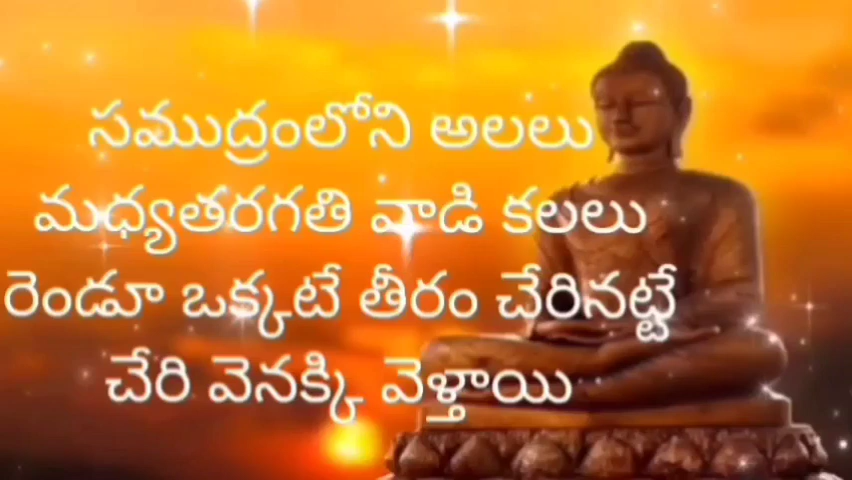 సముద్రంలోని అలలు
మధ్యతరగతి వాడి కలలు
రెండూ ఒక్కటే తీరం చేరినట్టే
చేరి వెనక్కి వెళ్తాయి